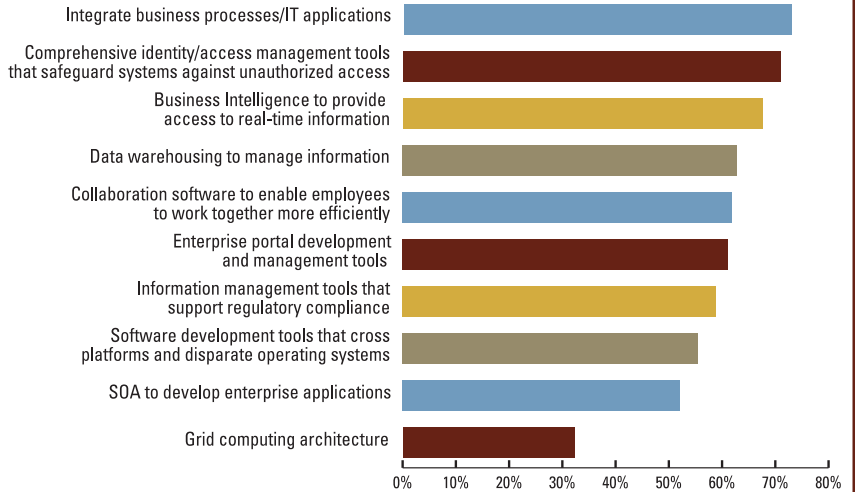 Integrate business processes/IT applications
Comprehensive identity/access management tools
that safeguard systems against unauthorized access
Business Intelligence to provide
access to real-time information
Data warehousing to manage information
Collaboration software to enable employees
to work together more efficiently
Enterprise portal development
and management tools
Information management tools that
support regulatory compliance
Software development tools that cross
platforms and disparate operating systems
SOA to develop enterprise applications
Grid computing architecture
0% 10% 20% 30% 40% 50% 60% 70% 80%